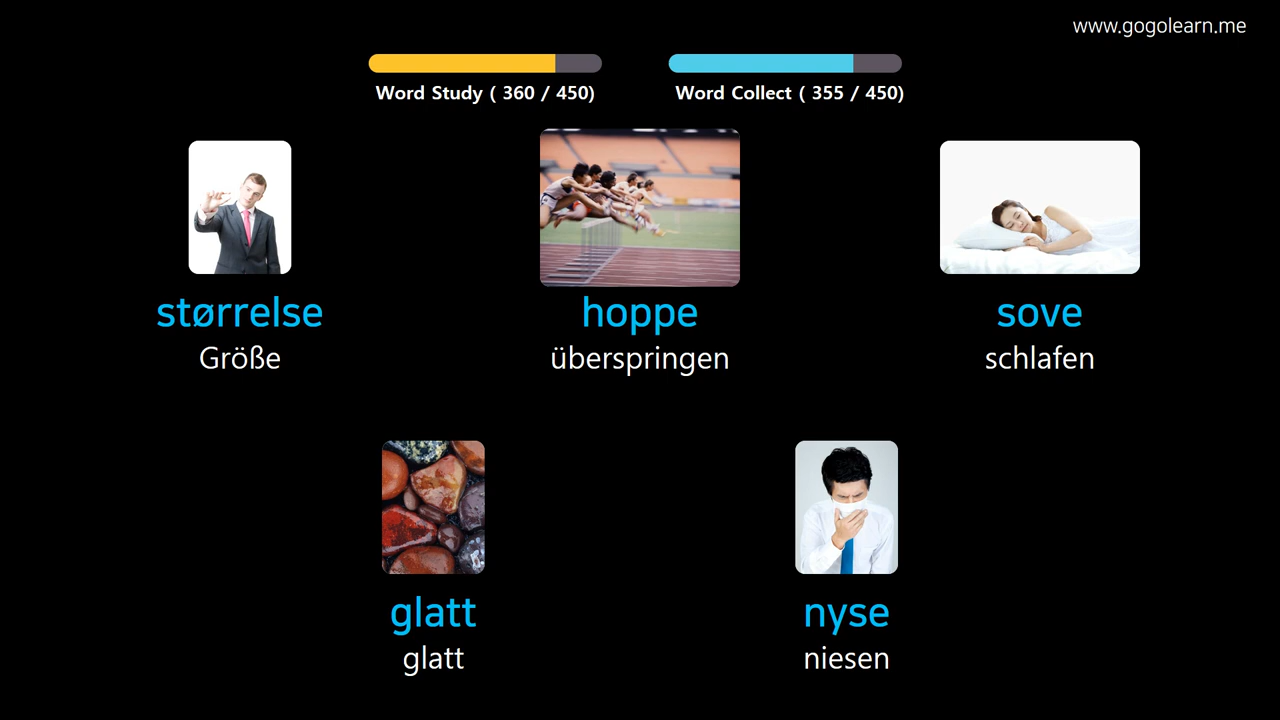 www.gogolearn.me
Word Study ( 360 / 450)
Word Collect ( 355 / 450)
størrelse
Größe
hoppe
überspringen
sove
schlafen
glatt
glatt
nyse
niesen